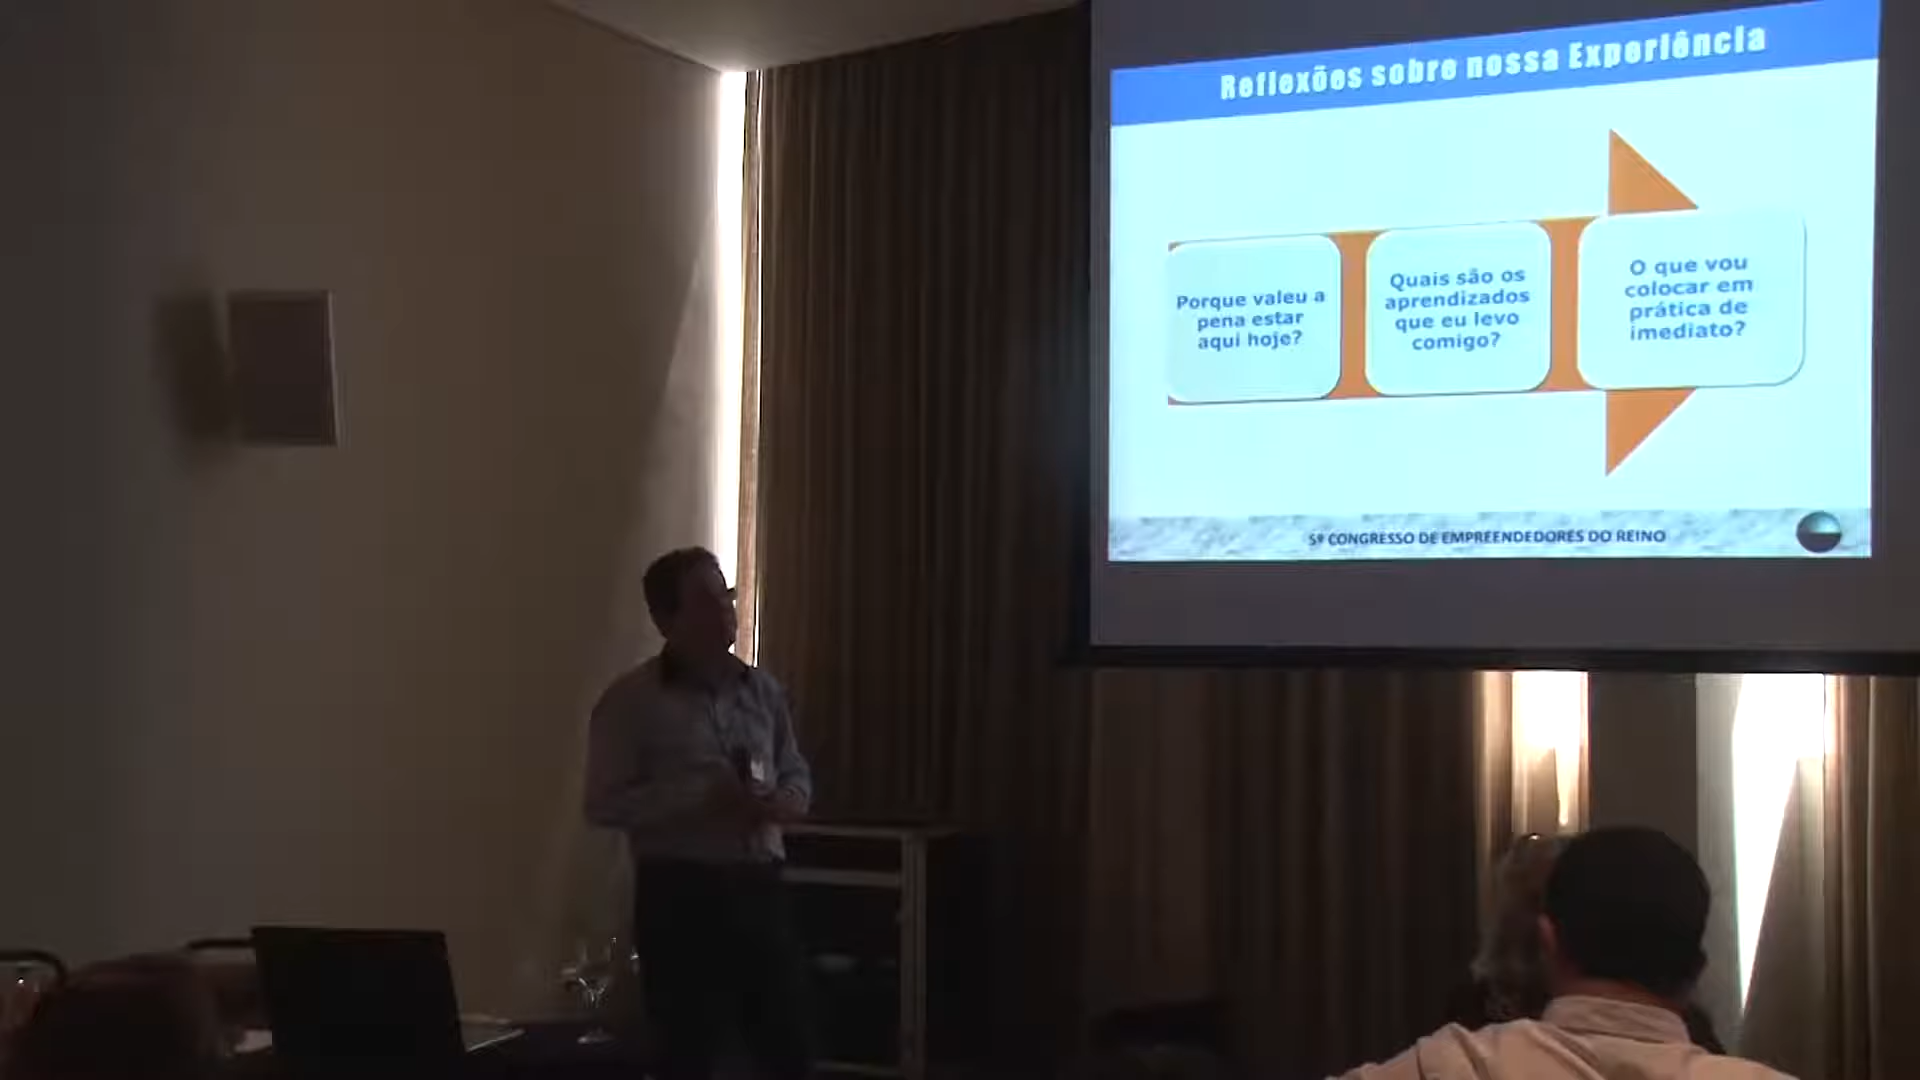 Reflexões sobre nossa Experiência
Porque valeu a
pena estar
aqui hoje?
Quais são os
aprendizados
que eu levo
comigo?
O que vou
colocar em
prática de
imediato?
5º CONGRESSO DE EMPREENDEDORES DO REINO